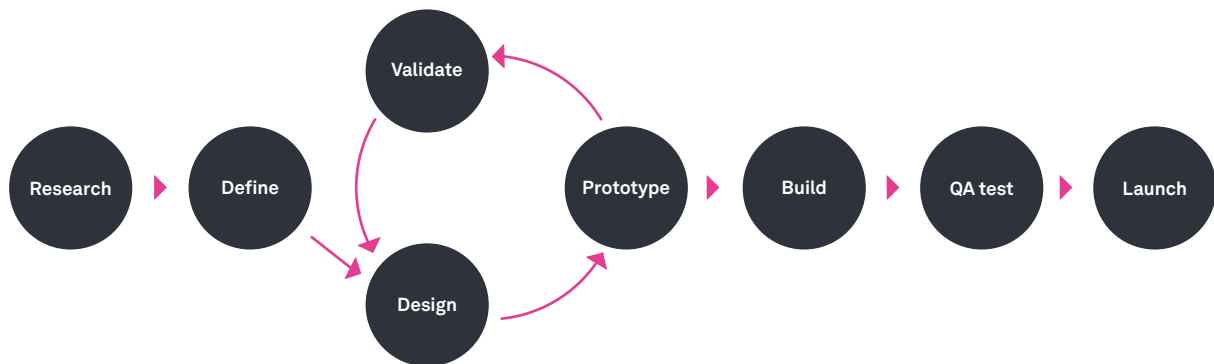 Research
Define
Validate
Design
Prototype
Build
QA test
Launch